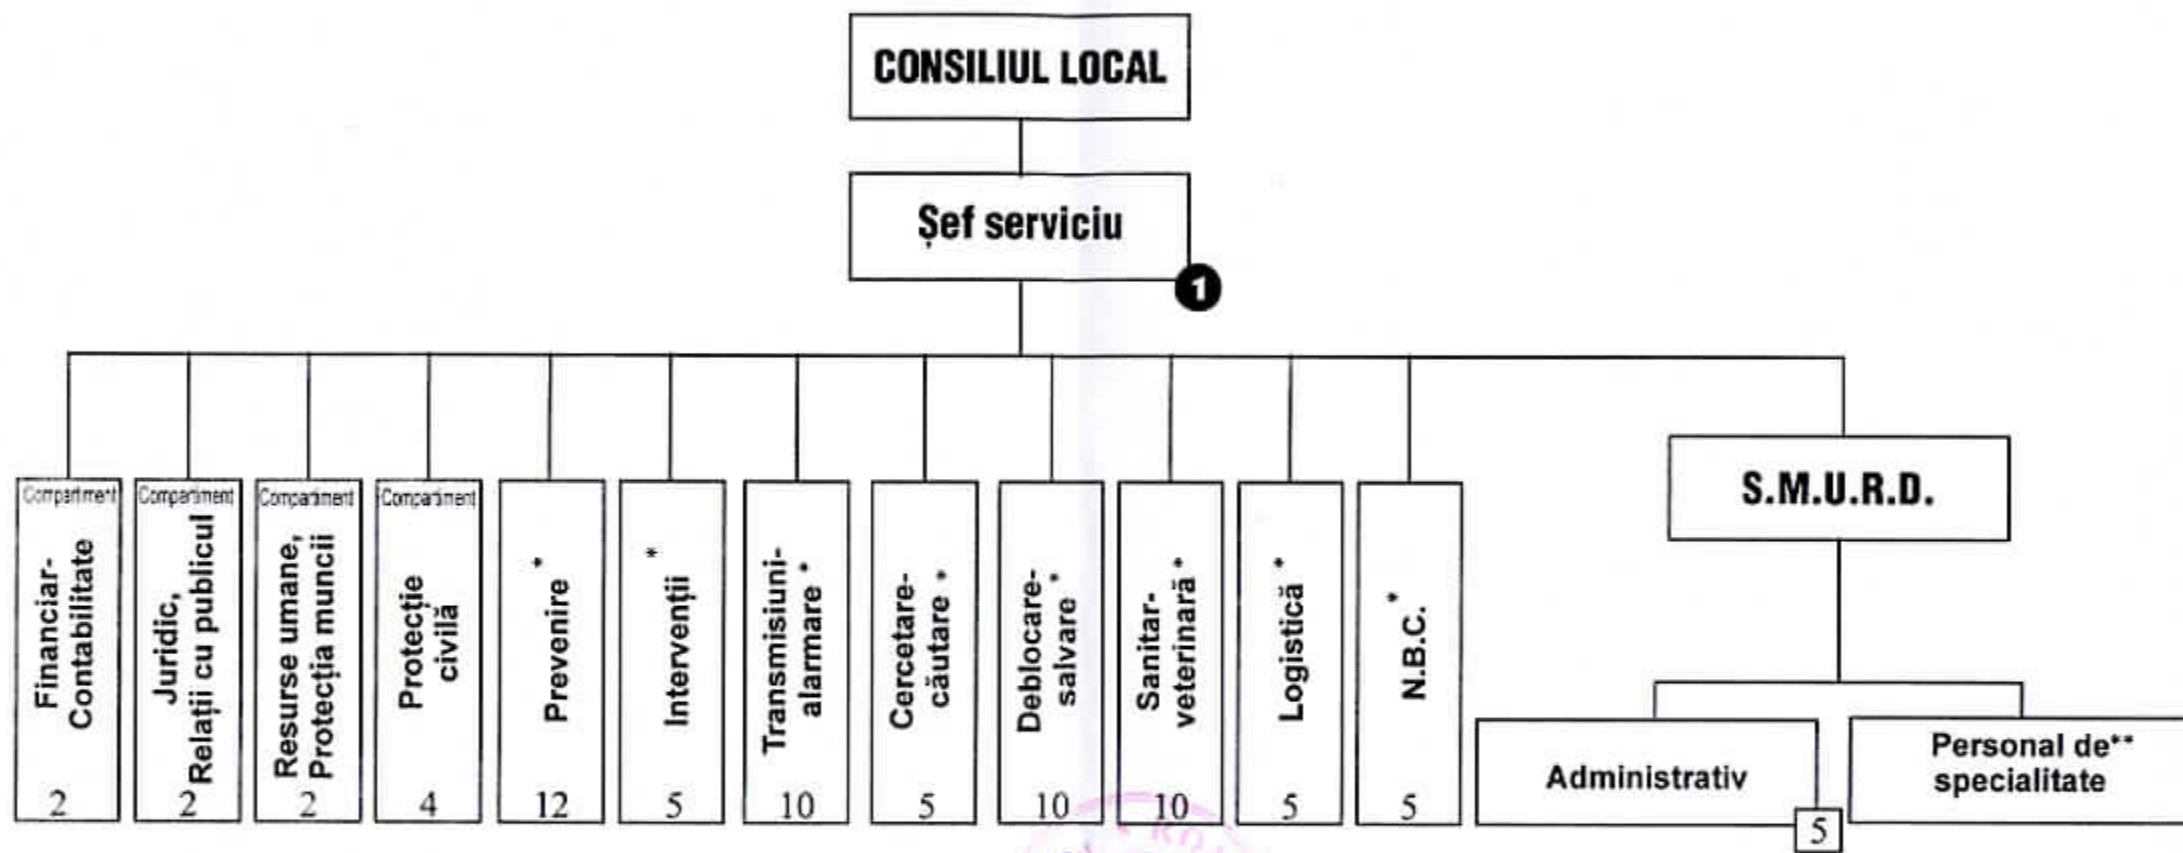 CONSILIUL LOCAL
Șef serviciu
1
Compartiment
Financiar-
Contabilitate
2
Compartiment
Juridic,
Relații cu publicul
2
Compartiment
Resurse umane,
Protecția muncii
2
Compartiment
Protecție
civilă
4
Prevenire *
12
Intervenții *
5
Transmisiuni-
alarmare *
10
Cercetare-
căutare *
5
Deblocare-
salvare *
10
Sanitar-
veterinară *
10
Logistică *
5
N.B.C. *
5
S.M.U.R.D.
Administrativ
5
Personal de**
specialitate